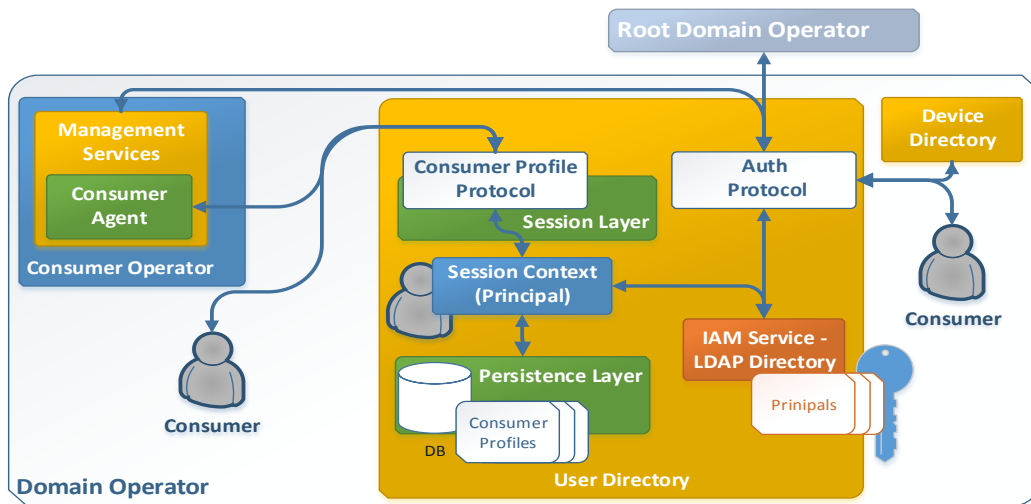 Root Domain Operator
Management
Services
Consumer
Agent
Consumer Operator
Consumer Profile
Protocol
Session Layer
Auth
Protocol
Device
Directory
Session Context
(Principal)
Consumer
IAM Service -
LDAP Directory
Persistence Layer
Prinipals
Consumer
Consumer
Profiles
DB
User Directory
Domain Operator